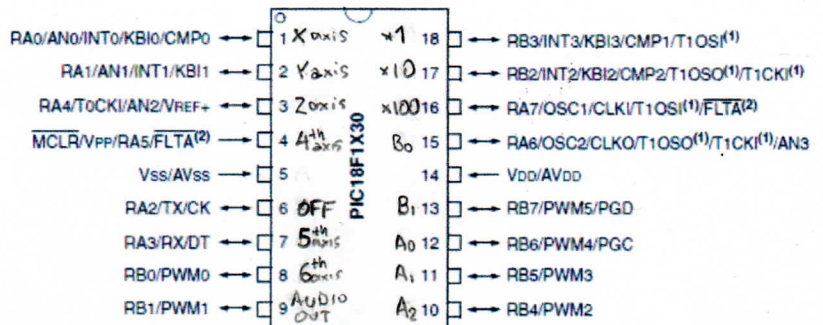 RA0/AN0/INT0/KBI0/CMP0 1 X axis x1 18 RB3/INT3/KBI3/CMP1/T1OSI(1)
RA1/AN1/INT1/KBI1 2 Y axis x10 17 RB2/INT2/KBI2/CMP2/T1OSO(1)/T1CKI(1)
RA4/T0CKI/AN2/VREF+ 3 Z axis x100 16 RA7/OSC1/CLKI/T1OSI(1)/FLTA(2)
MCLR/VPP/RA5/FLTA(2) 4 4th axis B0 15 RA6/OSC2/CLKO/T1OSO(1)/T1CKI(1)/AN3
VSS/AVSS 5 14 VDD/AVDD
RA2/TX/CK 6 OFF B1 13 RB7/PWM5/PGD
RA3/RX/DT 7 5th axis A0 12 RB6/PWM4/PGC
RB0/PWM0 8 6th axis A1 11 RB5/PWM3
RB1/PWM1 9 AUDIO OUT A2 10 RB4/PWM2
PIC18F1X30